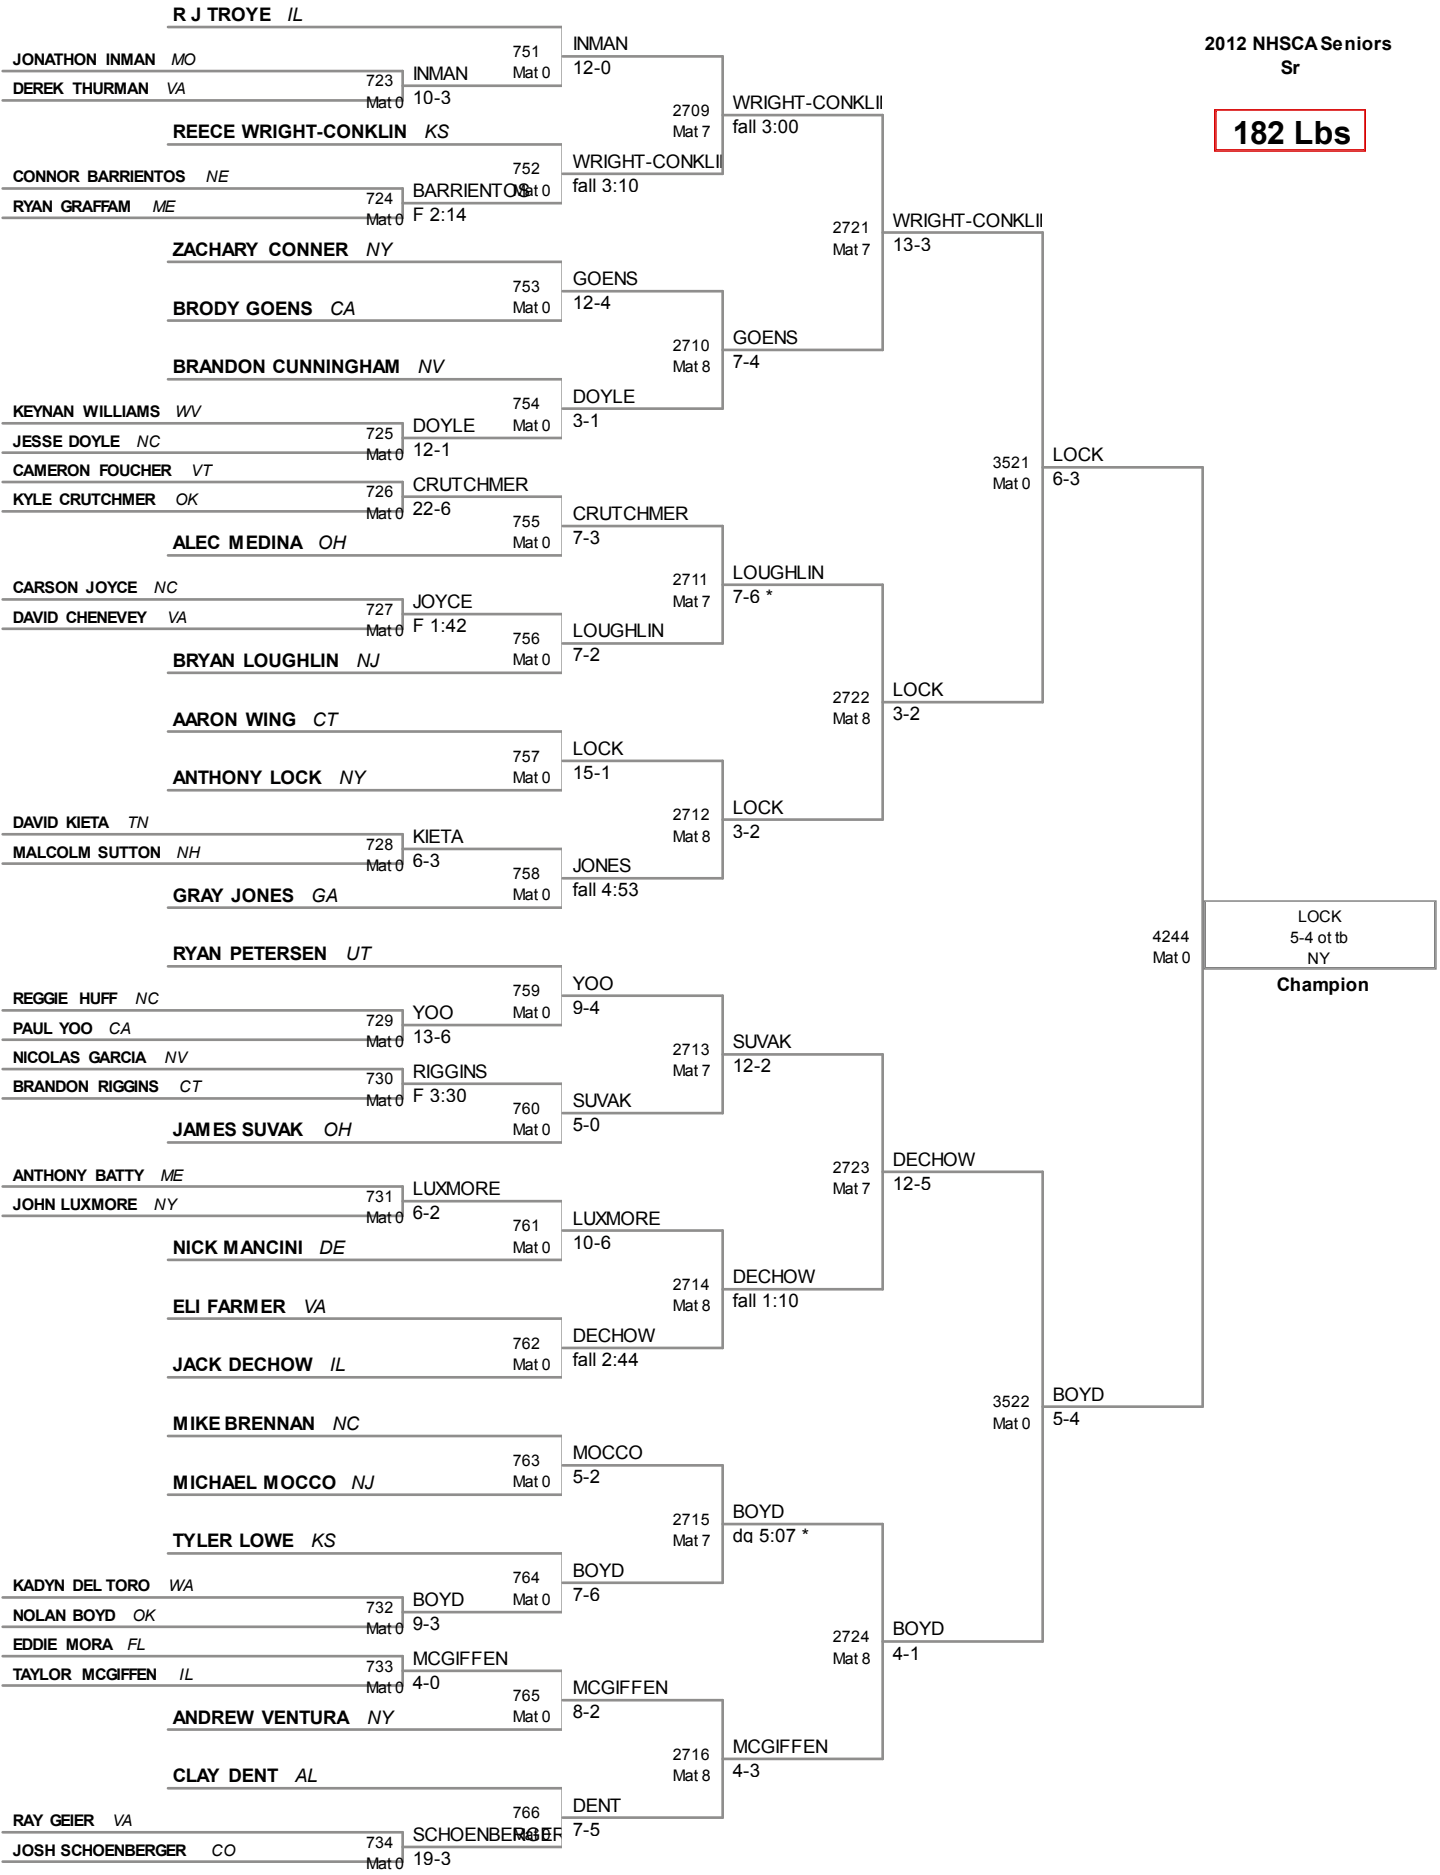 R J TROYE IL
2012 NHSCA Seniors
Sr
182 Lbs
JONATHON INMAN MO
DEREK THURMAN VA
723
Mat 0
INMAN
10-3
751
Mat 0
INMAN
12-0
REECE WRIGHT-CONKLIN KS
CONNOR BARRIENTOS NE
RYAN GRAFFAM ME
724
Mat 0
BARRIENTOS
F 2:14
752
Mat 0
WRIGHT-CONKLI
fall 3:10
2709
Mat 7
WRIGHT-CONKLI
fall 3:00
ZACHARY CONNER NY
BRODY GOENS CA
753
Mat 0
GOENS
12-4
BRANDON CUNNINGHAM NV
KEYNAN WILLIAMS WV
JESSE DOYLE NC
725
Mat 0
DOYLE
12-1
754
Mat 0
DOYLE
3-1
2710
Mat 8
GOENS
7-4
2721
Mat 7
WRIGHT-CONKLI
13-3
CAMERON FOUCHER VT
KYLE CRUTCHMER OK
726
Mat 0
CRUTCHMER
22-6
ALEC MEDINA OH
755
Mat 0
CRUTCHMER
7-3
CARSON JOYCE NC
DAVID CHENEVEY VA
727
Mat 0
JOYCE
F 1:42
BRYAN LOUGHLIN NJ
756
Mat 0
LOUGHLIN
7-2
2711
Mat 7
LOUGHLIN
7-6 *
AARON WING CT
ANTHONY LOCK NY
757
Mat 0
LOCK
15-1
DAVID KIETA TN
MALCOLM SUTTON NH
728
Mat 0
KIETA
6-3
GRAY JONES GA
758
Mat 0
JONES
fall 4:53
2712
Mat 8
LOCK
3-2
2722
Mat 8
LOCK
3-2
3521
Mat 0
LOCK
6-3
RYAN PETERSEN UT
REGGIE HUFF NC
PAUL YOO CA
729
Mat 0
YOO
13-6
759
Mat 0
YOO
9-4
NICOLAS GARCIA NV
BRANDON RIGGINS CT
730
Mat 0
RIGGINS
F 3:30
JAMES SUVAK OH
760
Mat 0
SUVAK
5-0
2713
Mat 7
SUVAK
12-2
ANTHONY BATTY ME
JOHN LUXMORE NY
731
Mat 0
LUXMORE
6-2
NICK MANCINI DE
761
Mat 0
LUXMORE
10-6
ELI FARMER VA
JACK DECHOW IL
762
Mat 0
DECHOW
fall 2:44
2714
Mat 8
DECHOW
fall 1:10
2723
Mat 7
DECHOW
12-5
MIKE BRENNAN NC
MICHAEL MOCCO NJ
763
Mat 0
MOCCO
5-2
TYLER LOWE KS
KADYN DEL TORO WA
NOLAN BOYD OK
732
Mat 0
BOYD
9-3
764
Mat 0
BOYD
7-6
2715
Mat 7
BOYD
dq 5:07 *
EDDIE MORA FL
TAYLOR MCGIFFEN IL
733
Mat 0
MCGIFFEN
4-0
ANDREW VENTURA NY
765
Mat 0
MCGIFFEN
8-2
CLAY DENT AL
RAY GEIER VA
JOSH SCHOENBERGER CO
734
Mat 0
SCHOENBERGER
19-3
766
Mat 0
DENT
7-5
2716
Mat 8
MCGIFFEN
4-3
2724
Mat 8
BOYD
4-1
3522
Mat 0
BOYD
5-4
4244
Mat 0
LOCK
5-4 ot tb
NY
Champion